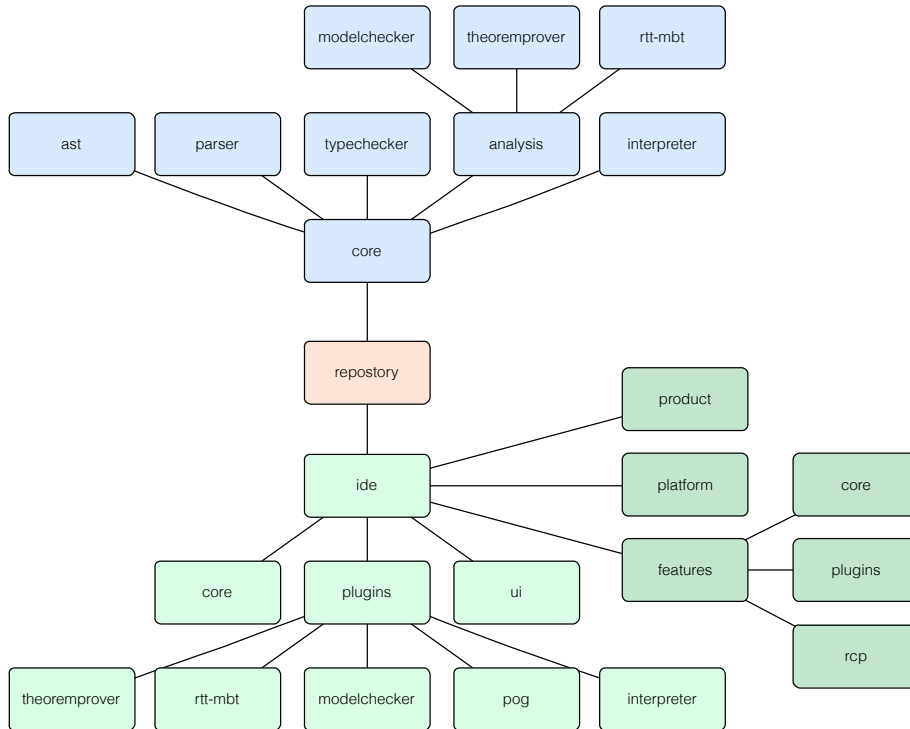 modelchecker theoremprover rtt-mbt
ast parser typechecker analysis interpreter
core
repostory
product
ide platform core
features plugins
core plugins ui
rcp
theoremprover rtt-mbt modelchecker pog interpreter